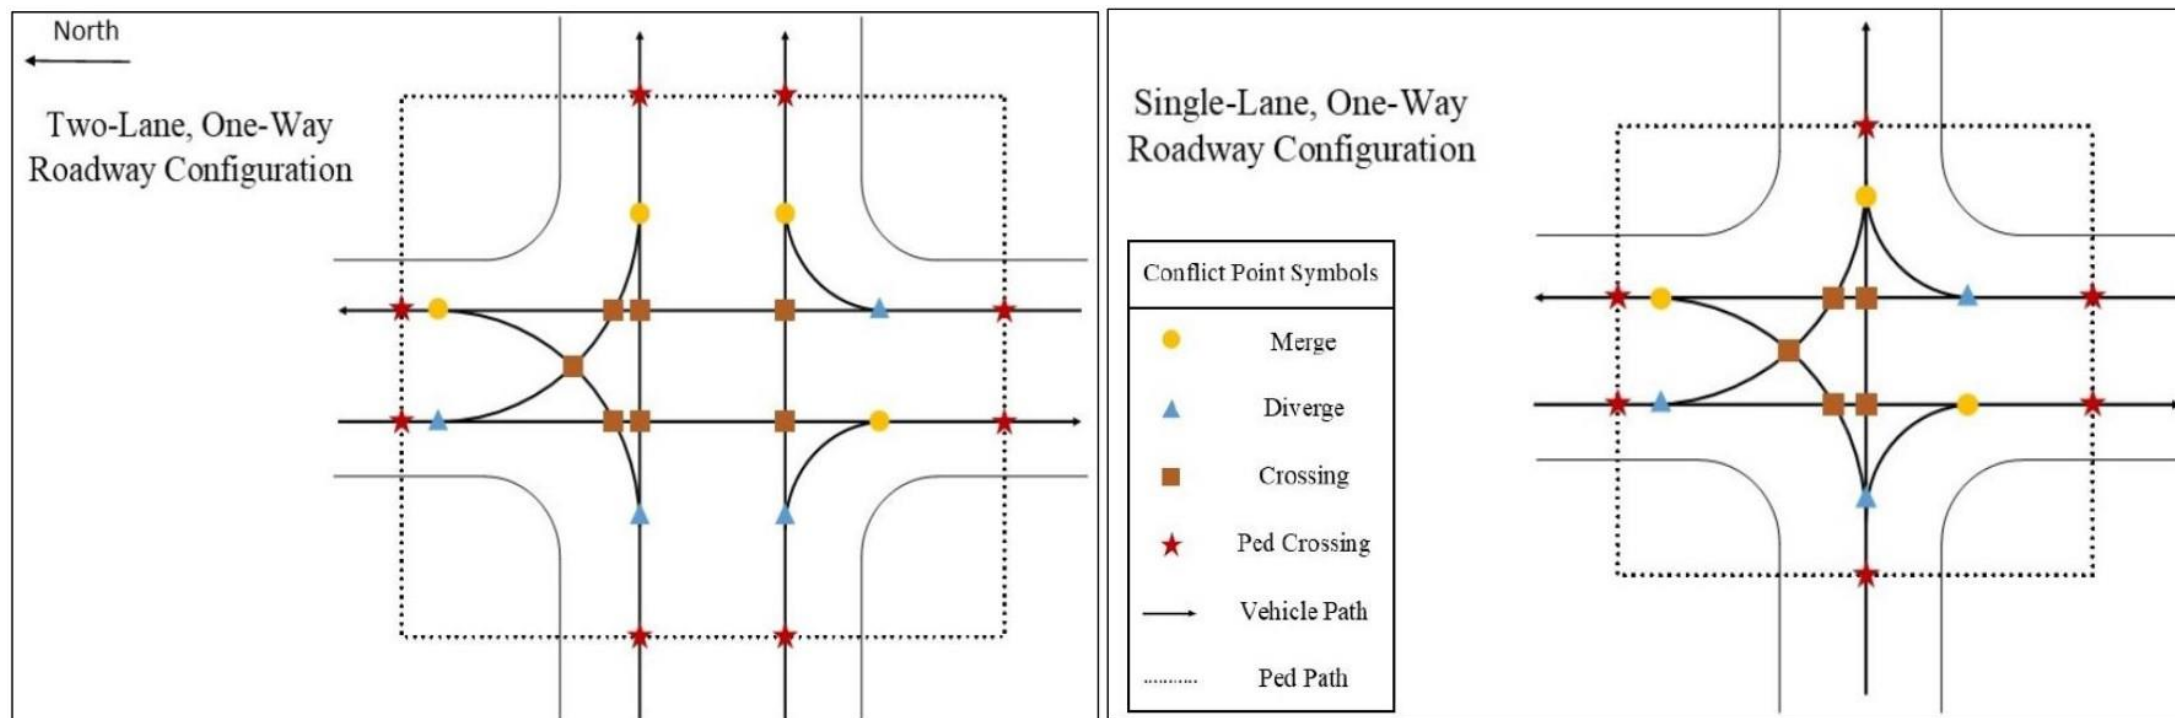 North
Two-Lane, One-Way
Roadway Configuration
Single-Lane, One-Way
Roadway Configuration
Conflict Point Symbols
Merge
Diverge
Crossing
Ped Crossing
Vehicle Path
Ped Path